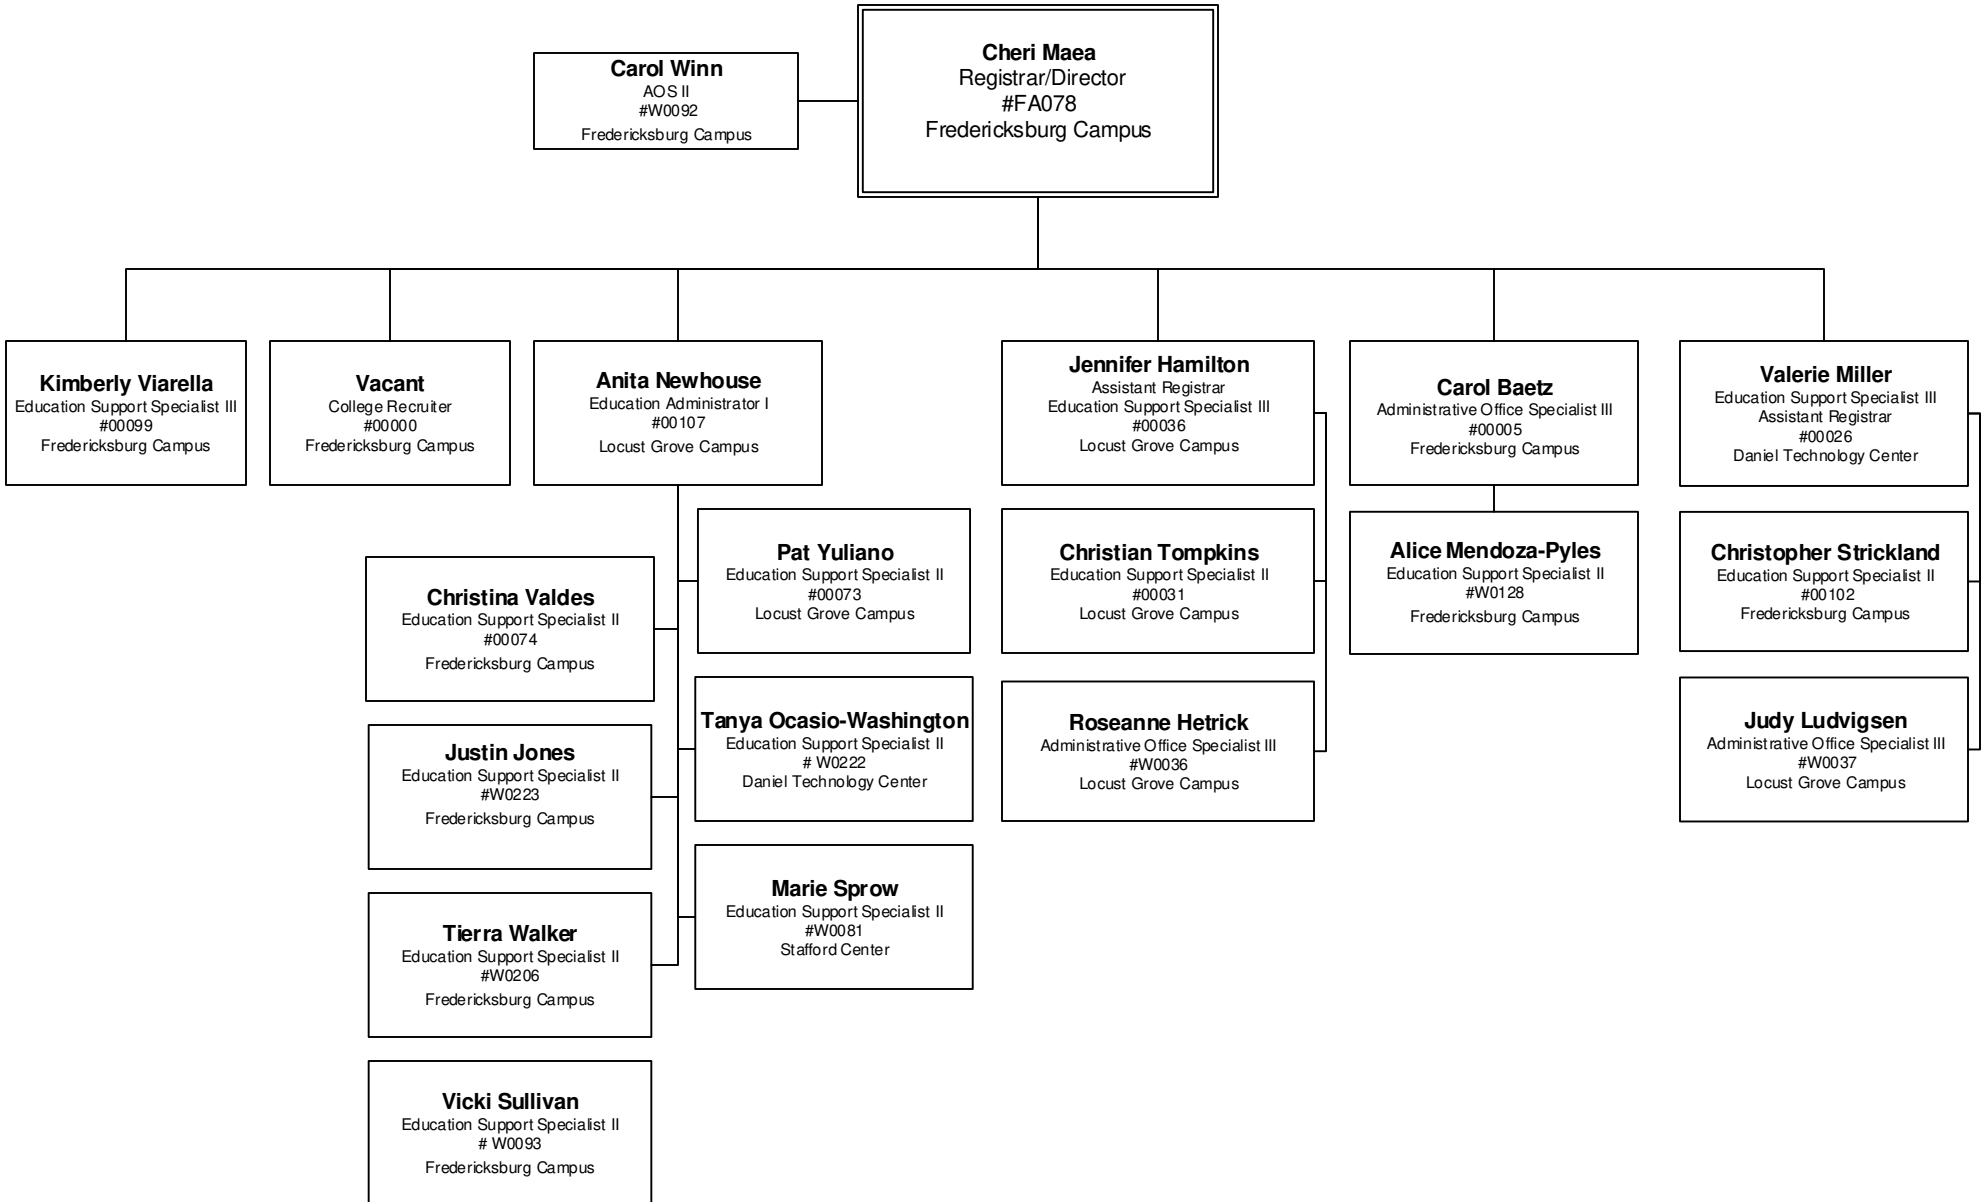 Carol Winn
AOS II
#W0092
Fredericksburg Campus
Cheri Maea
Registrar/Director
#FA078
Fredericksburg Campus
Kimberly Viarella
Education Support Specialist III
#00099
Fredericksburg Campus
Vacant
College Recruiter
#00000
Fredericksburg Campus
Anita Newhouse
Education Administrator I
#00107
Locust Grove Campus
Jennifer Hamilton
Assistant Registrar
Education Support Specialist III
#00036
Locust Grove Campus
Carol Baetz
Administrative Office Specialist III
#00005
Fredericksburg Campus
Valerie Miller
Education Support Specialist III
Assistant Registrar
#00026
Daniel Technology Center
Christina Valdes
Education Support Specialist II
#00074
Fredericksburg Campus
Pat Yuliano
Education Support Specialist II
#00073
Locust Grove Campus
Justin Jones
Education Support Specialist II
#W0223
Fredericksburg Campus
Tanya Ocasio-Washington
Education Support Specialist II
# W0222
Daniel Technology Center
Tierra Walker
Education Support Specialist II
#W0206
Fredericksburg Campus
Marie Sprow
Education Support Specialist II
#W0081
Stafford Center
Vicki Sullivan
Education Support Specialist II
# W0093
Fredericksburg Campus
Christian Tompkins
Education Support Specialist II
#00031
Locust Grove Campus
Roseanne Hetrick
Administrative Office Specialist III
#W0036
Locust Grove Campus
Alice Mendoza-Pyles
Education Support Specialist II
#W0128
Fredericksburg Campus
Christopher Strickland
Education Support Specialist II
#00102
Fredericksburg Campus
Judy Ludvigsen
Administrative Office Specialist III
#W0037
Locust Grove Campus